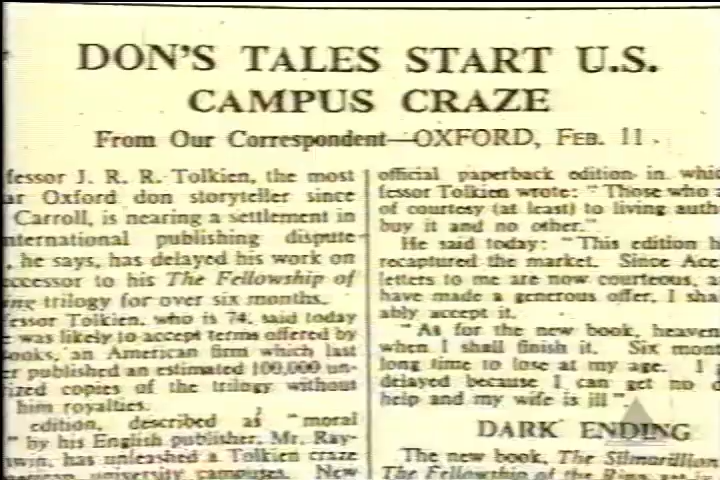 DON'S TALES START U.S.
CAMPUS CRAZE
From Our Correspondent—OXFORD, FEB. 11.
fessor J. R. R. Tolkien, the most
ar Oxford don storyteller since
Carroll, is nearing a settlement in
nternational publishing dispute
, he says, has delayed his work on
ccessor to his The Fellowship of
ing trilogy for over six months.
fessor Tolkien, who is 74, said today
was likely to accept terms offered by
ooks, an American firm which last
r published an estimated 100,000 un-
ized copies of the trilogy without
him royalties.
edition, described as "moral
" by his English publisher, Mr. Ray-
nwin, has unleashed a Tolkien craze
erican university campuses. New
official paperback edition in whic
fessor Tolkien wrote: "Those who a
of courtesy (at least) to living auth
buy it and no other."
He said today: "This edition h
recaptured the market. Since Ace
letters to me are now courteous, a
have made a generous offer, I sha
ably accept it.
"As for the new book, heaven
when I shall finish it. Six mont
long time to lose at my age. I
delayed because I can get no d
help and my wife is ill"
DARK ENDING
The new book, The Silmarillion
The Fellowship of the Ring